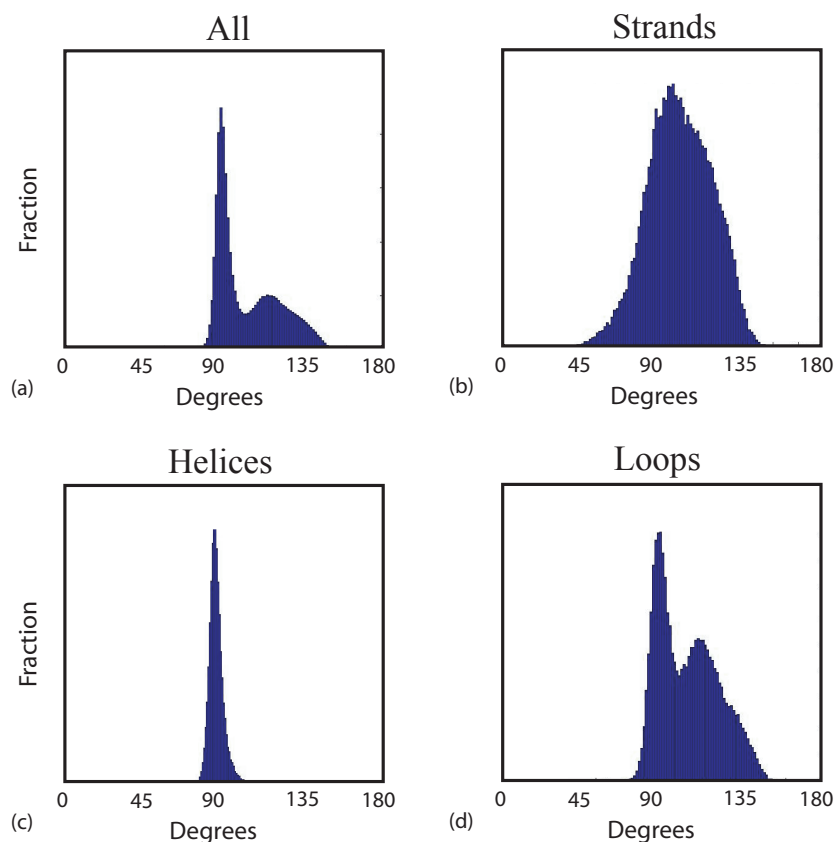 All
Fraction
0 45 90 135 180
Degrees
(a)
Strands
0 45 90 135 180
Degrees
(b)
Helices
Fraction
0 45 90 135 180
Degrees
(c)
Loops
0 45 90 135 180
Degrees
(d)